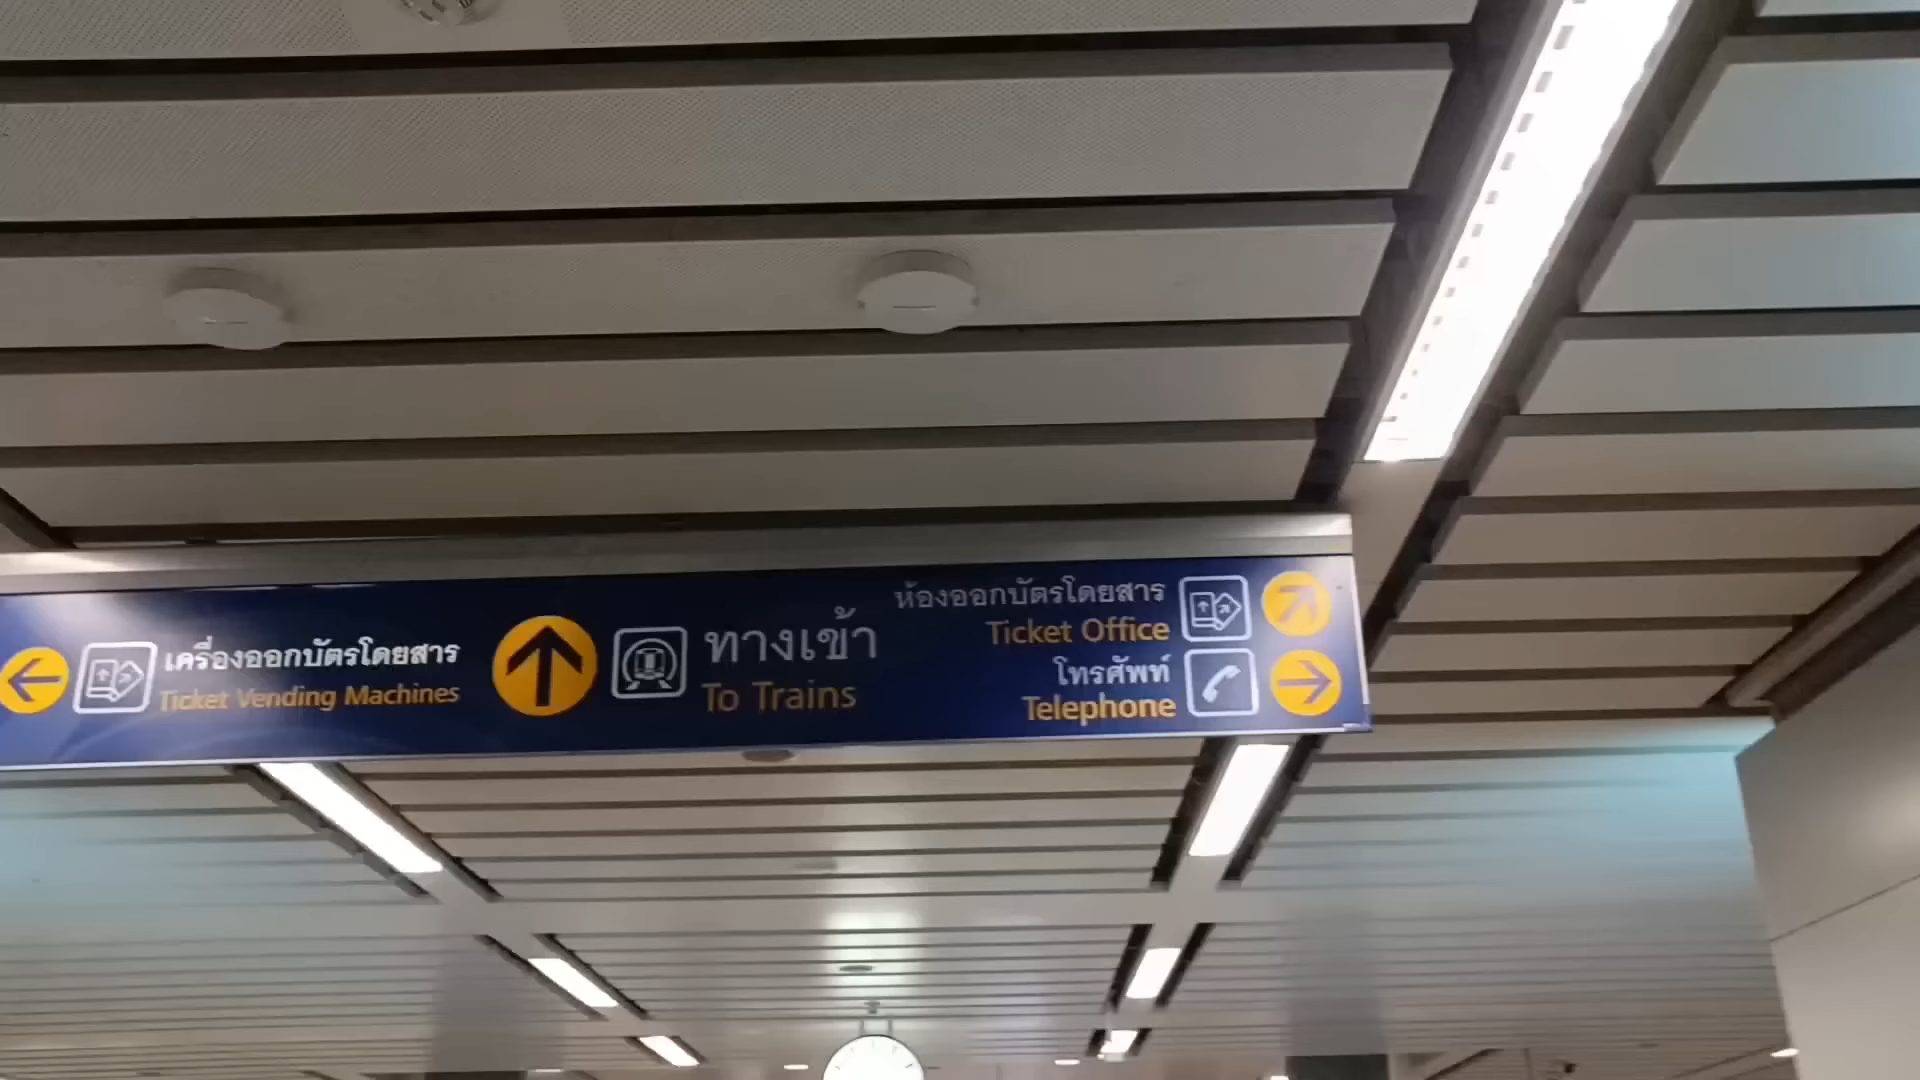 เครื่องออกบัตรโดยสาร
Ticket Vending Machines
ทางเข้า
To Trains
ห้องออกบัตรโดยสาร
Ticket Office
โทรศัพท์
Telephone